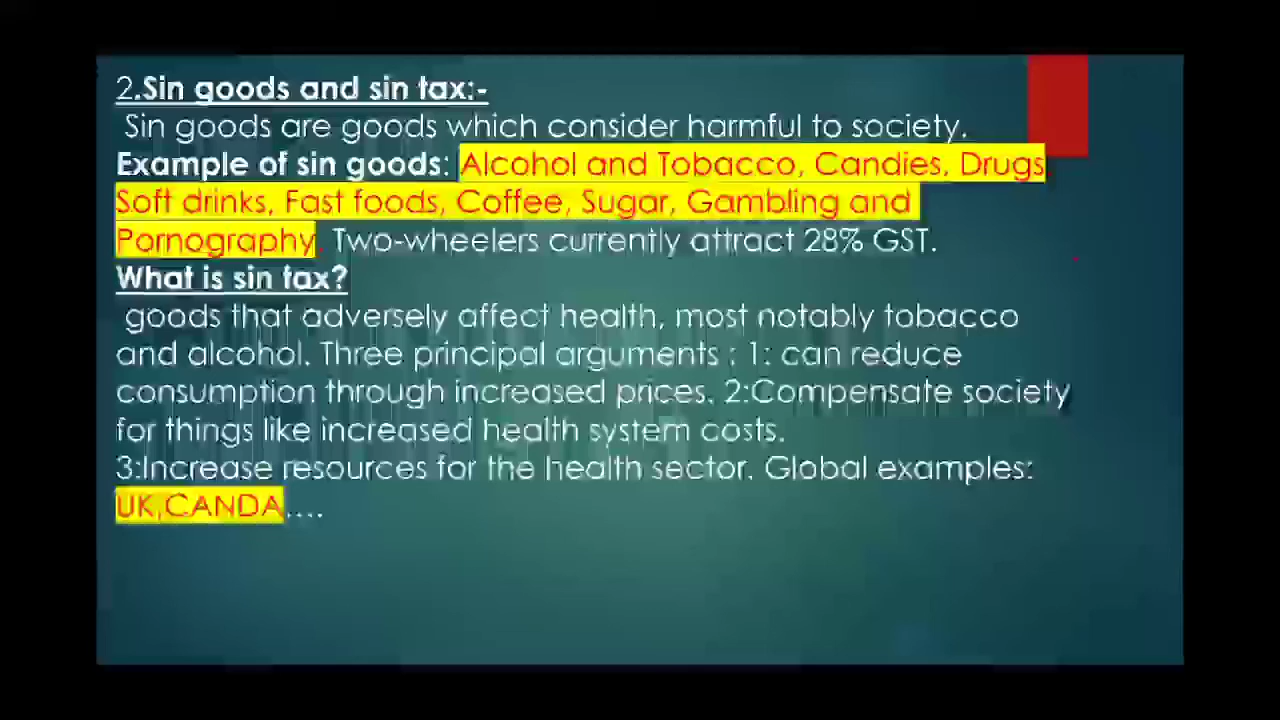 2.Sin goods and sin tax:-
Sin goods are goods which consider harmful to society.
Example of sin goods: Alcohol and Tobacco, Candies, Drugs,
Soft drinks, Fast foods, Coffee, Sugar, Gambling and
Pornography. Two-wheelers currently attract 28% GST.
What is sin tax?
goods that adversely affect health, most notably tobacco
and alcohol. Three principal arguments : 1: can reduce
consumption through increased prices. 2:Compensate society
for things like increased health system costs.
3:Increase resources for the health sector. Global examples:
UK,CANDA....